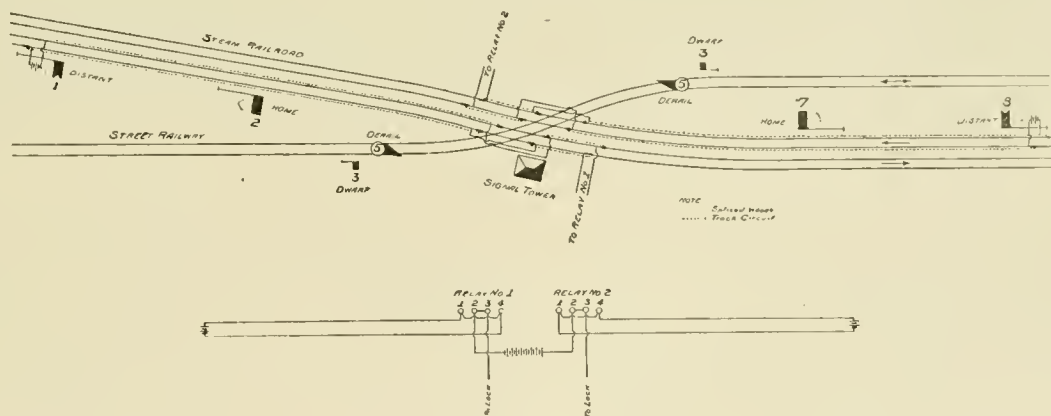 STEAM RAILROAD
TO RELAY NO 2
DWARF
3
DISTANT
1
HOME
2
5
DERAIL
7
HOME
8
DISTANT
STREET RAILWAY
DERAIL
5
3
DWARF
SIGNAL TOWER
TO RELAY NO 1
NOTE
Track Circuit
RELAY NO 1
1 2 3 4
RELAY NO 2
1 2 3 4
TO LOCK
TO LOCK